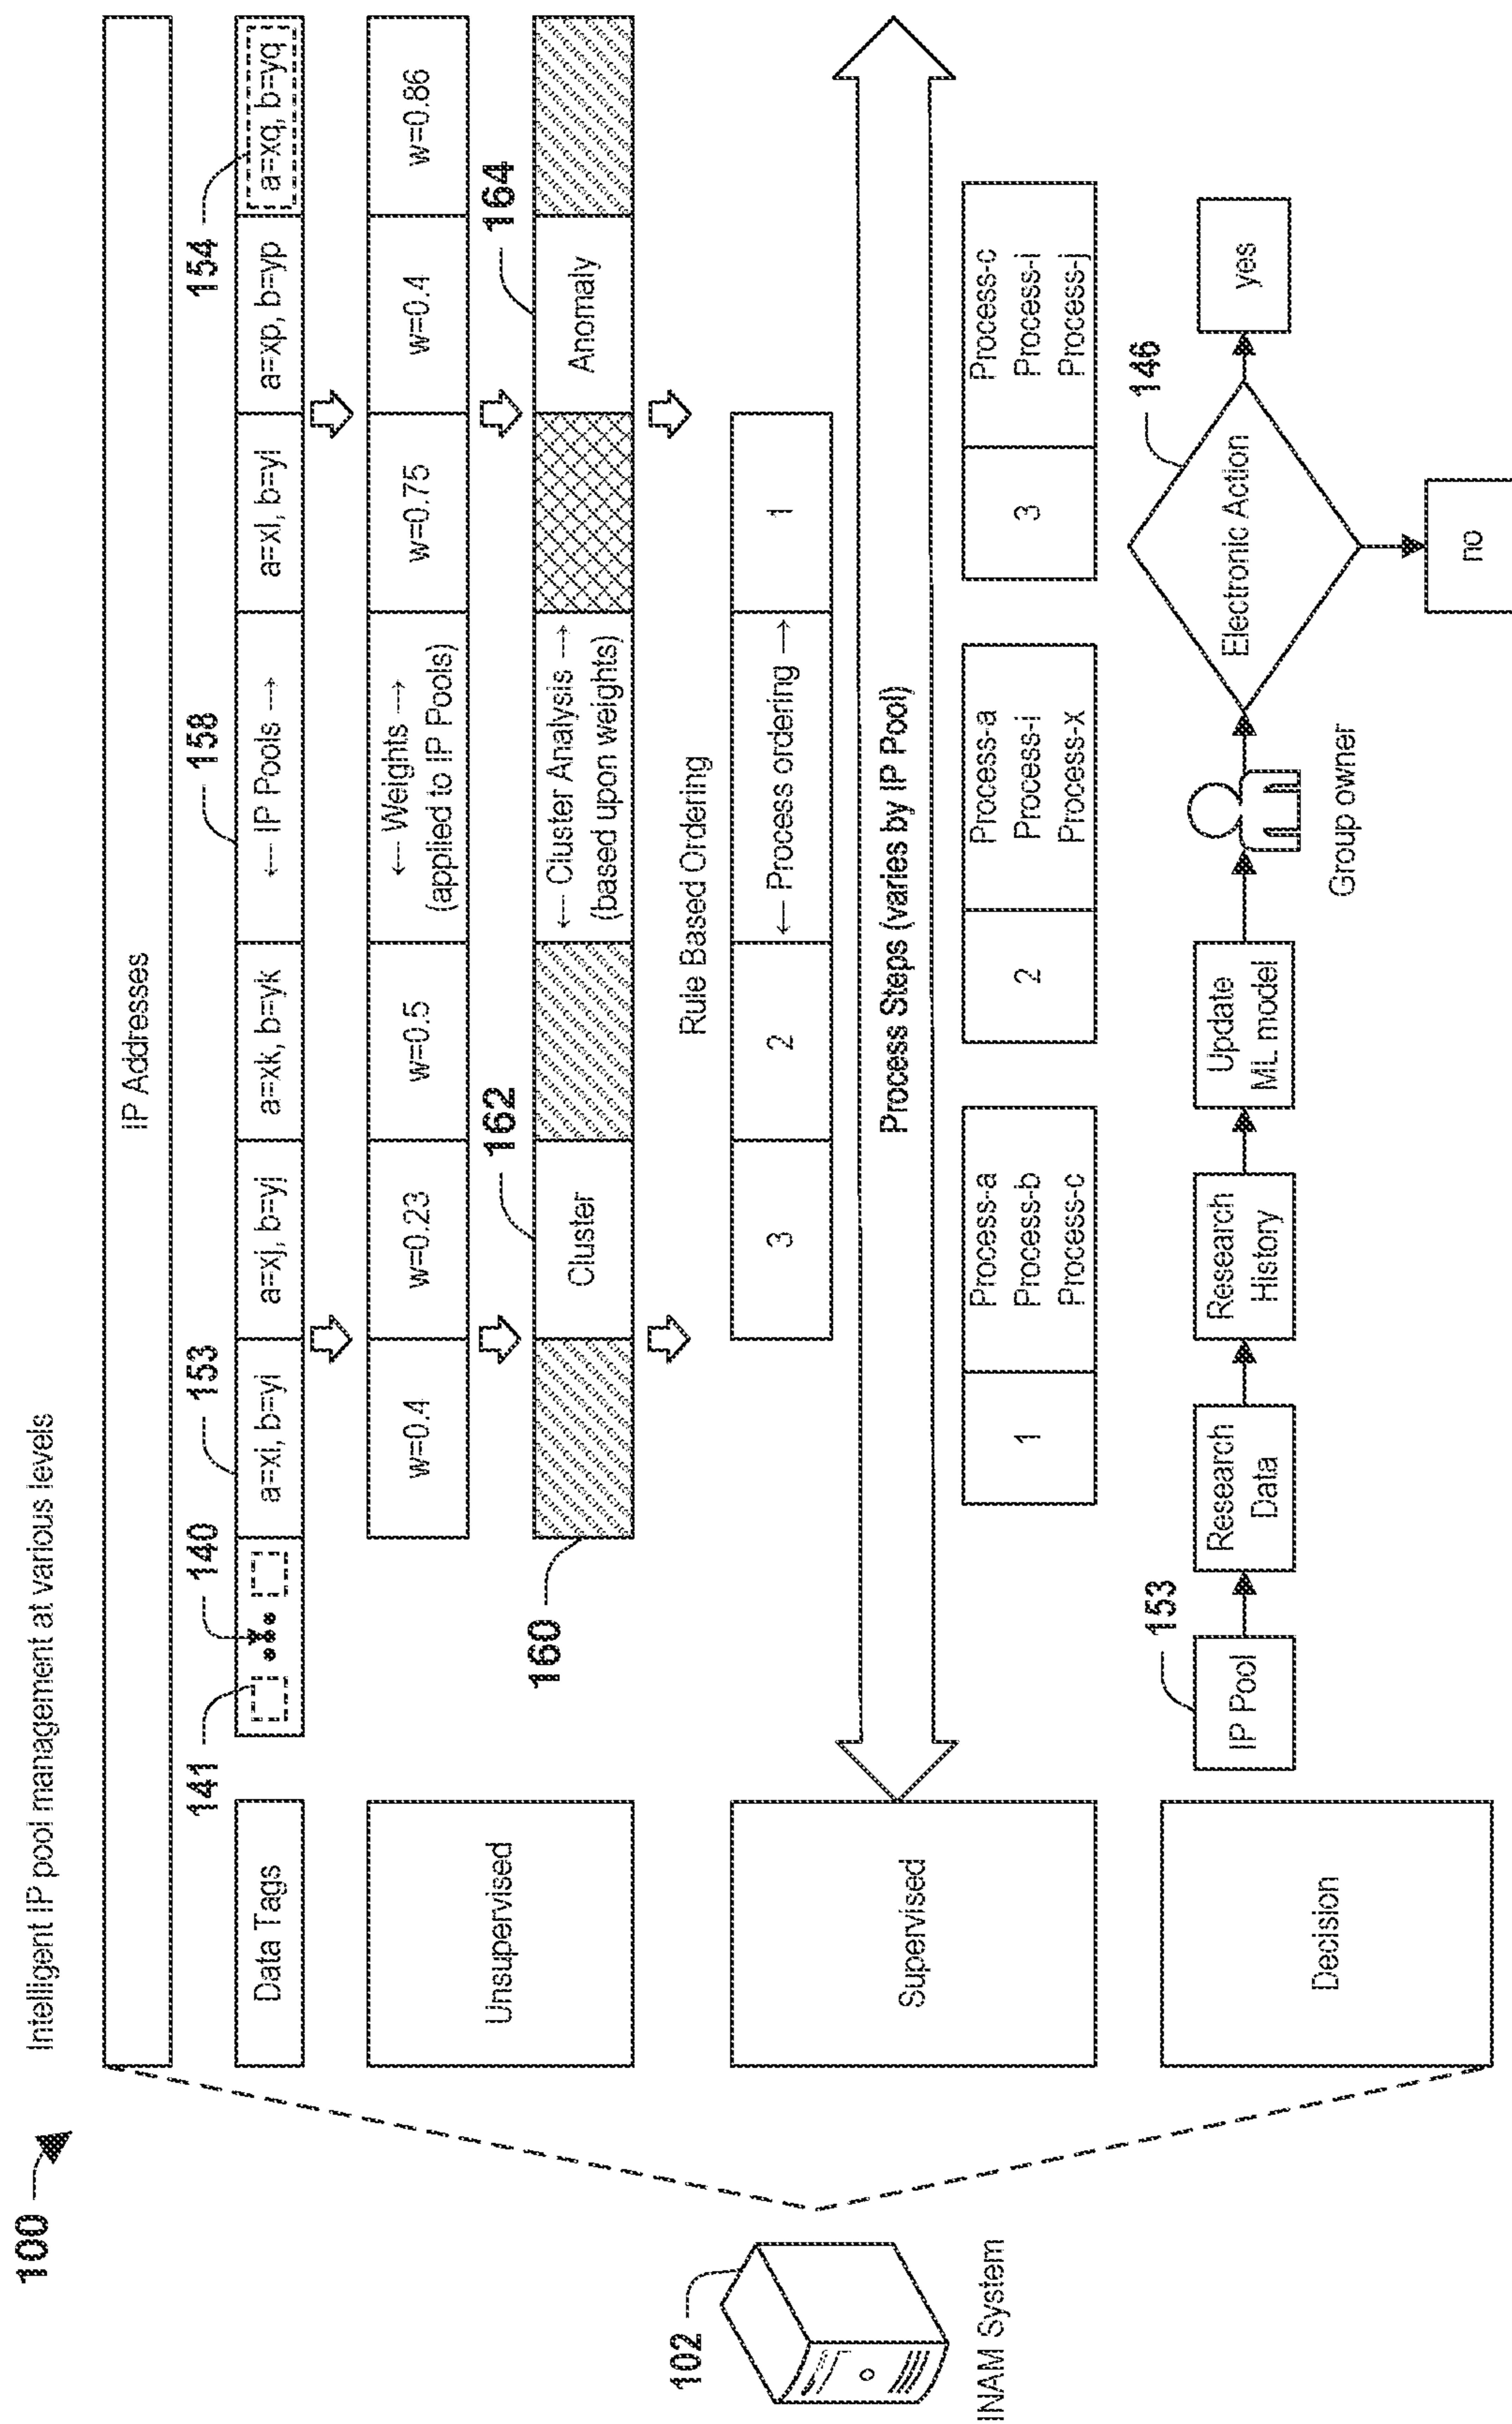 100
Intelligent IP pool management at various levels
IP Addresses
141
140
153
158
154
Data Tags
a=xi, b=yi
a=xj, b=yj
a=xk, b=yk
← IP Pools →
a=xl, b=yl
a=xp, b=yp
a=xq, b=yq
Unsupervised
w=0.4
w=0.23
w=0.5
← Weights →
(applied to IP Pools)
w=0.75
w=0.4
w=0.86
160
162
164
Cluster
← Cluster Analysis →
(based upon weights)
Anomaly
Rule Based Ordering
Supervised
3
2
← Process ordering →
1
Process Steps (varies by IP Pool)
1
Process-a
Process-b
Process-c
2
Process-a
Process-i
Process-x
3
Process-c
Process-i
Process-j
102
INAM System
Decision
153
IP Pool
Research
Data
Research
History
Update
ML model
Group owner
146
Electronic Action
yes
no